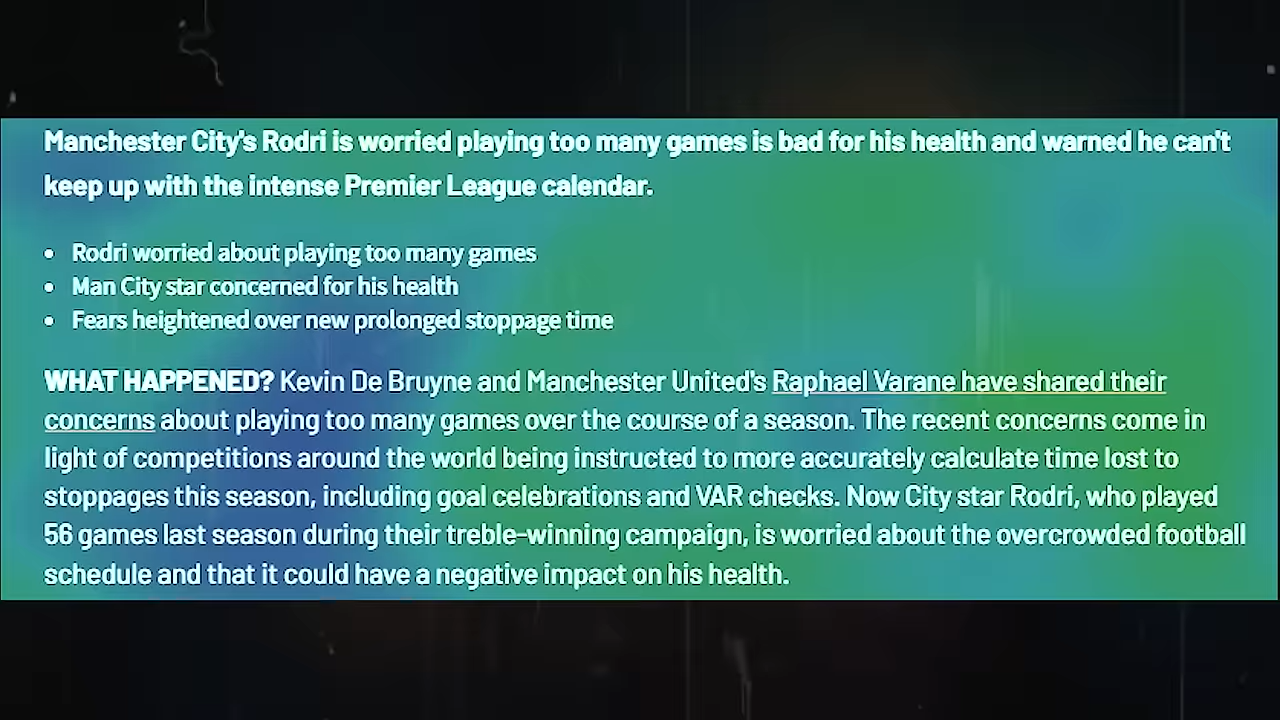 Manchester City's Rodri is worried playing too many games is bad for his health and warned he can't
keep up with the intense Premier League calendar.
• Rodri worried about playing too many games
• Man City star concerned for his health
• Fears heightened over new prolonged stoppage time
WHAT HAPPENED? Kevin De Bruyne and Manchester United's Raphael Varane have shared their
concerns about playing too many games over the course of a season. The recent concerns come in
light of competitions around the world being instructed to more accurately calculate time lost to
stoppages this season, including goal celebrations and VAR checks. Now City star Rodri, who played
56 games last season during their treble-winning campaign, is worried about the overcrowded football
schedule and that it could have a negative impact on his health.